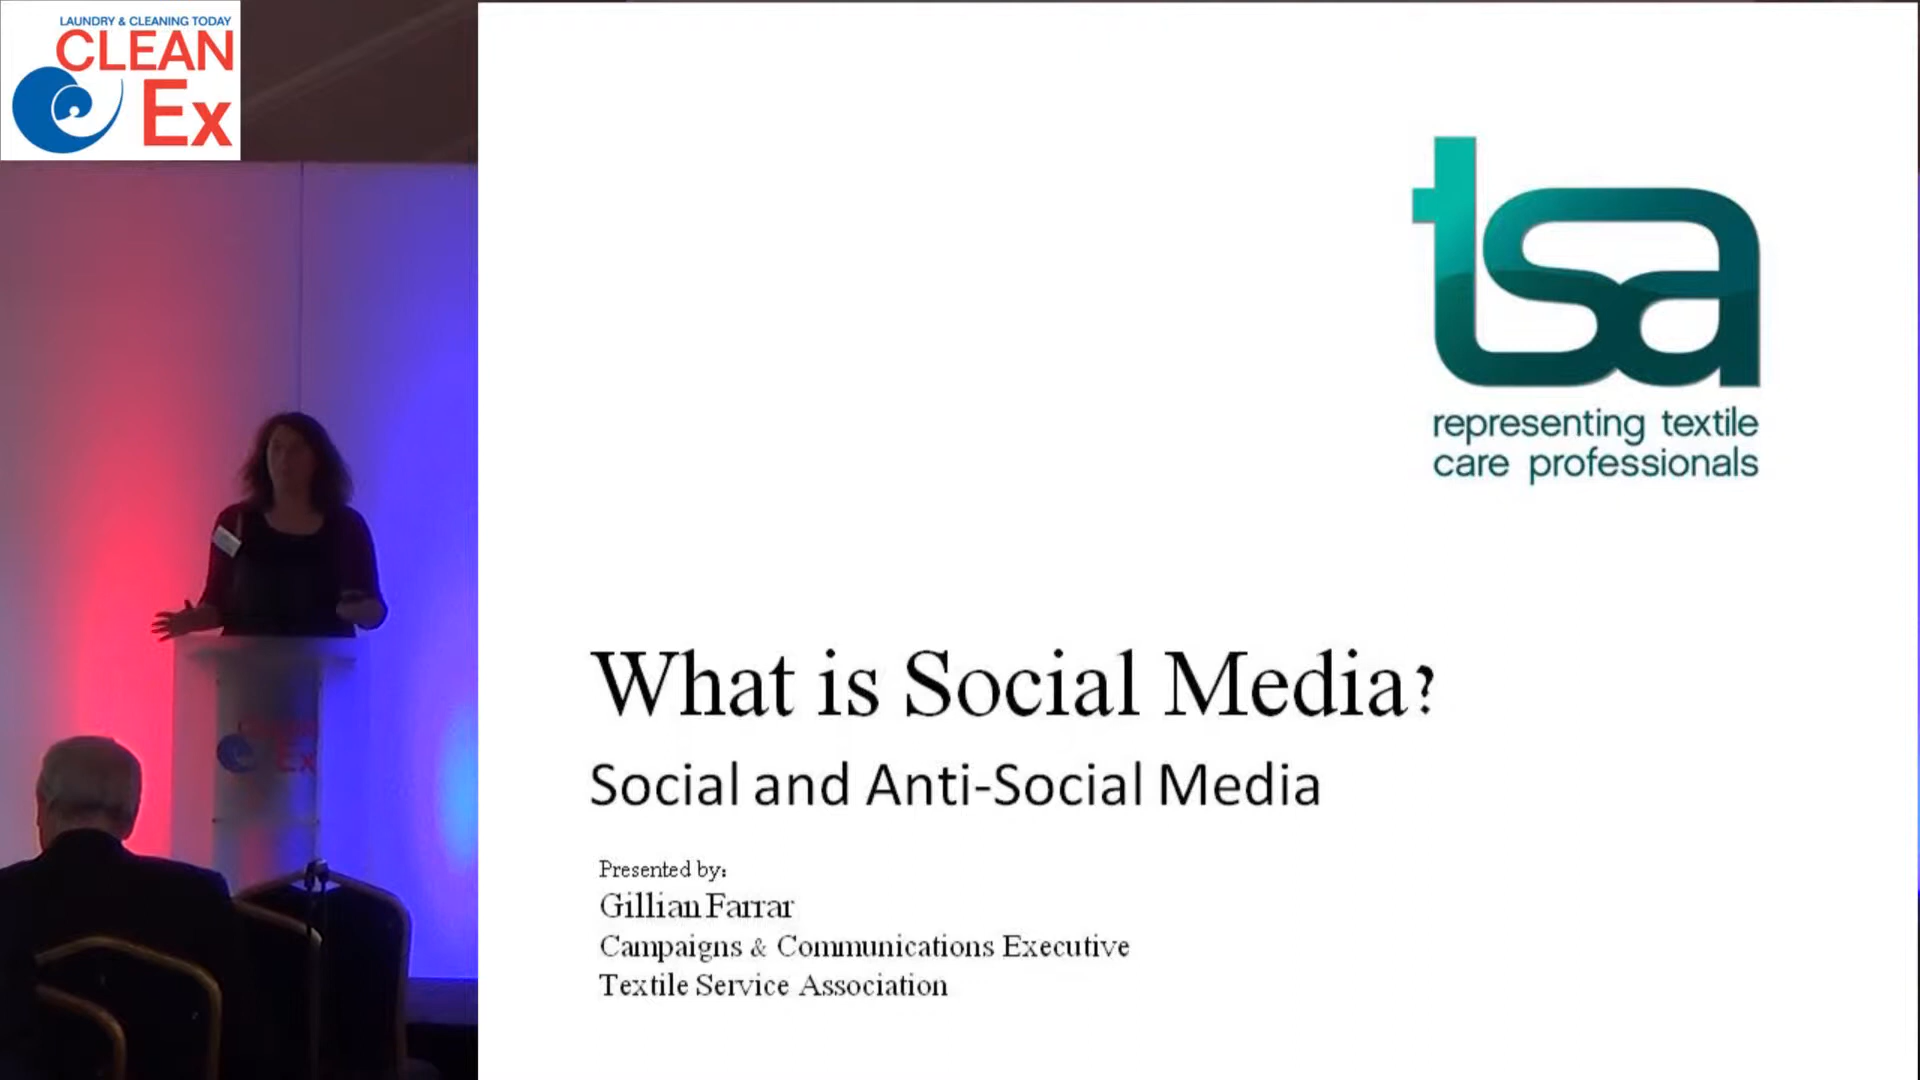 LAUNDRY & CLEANING TODAY
CLEAN
Ex
tsa
representing textile
care professionals
What is Social Media?
Social and Anti-Social Media
Presented by:
Gillian Farrar
Campaigns & Communications Executive
Textile Service Association
Ex